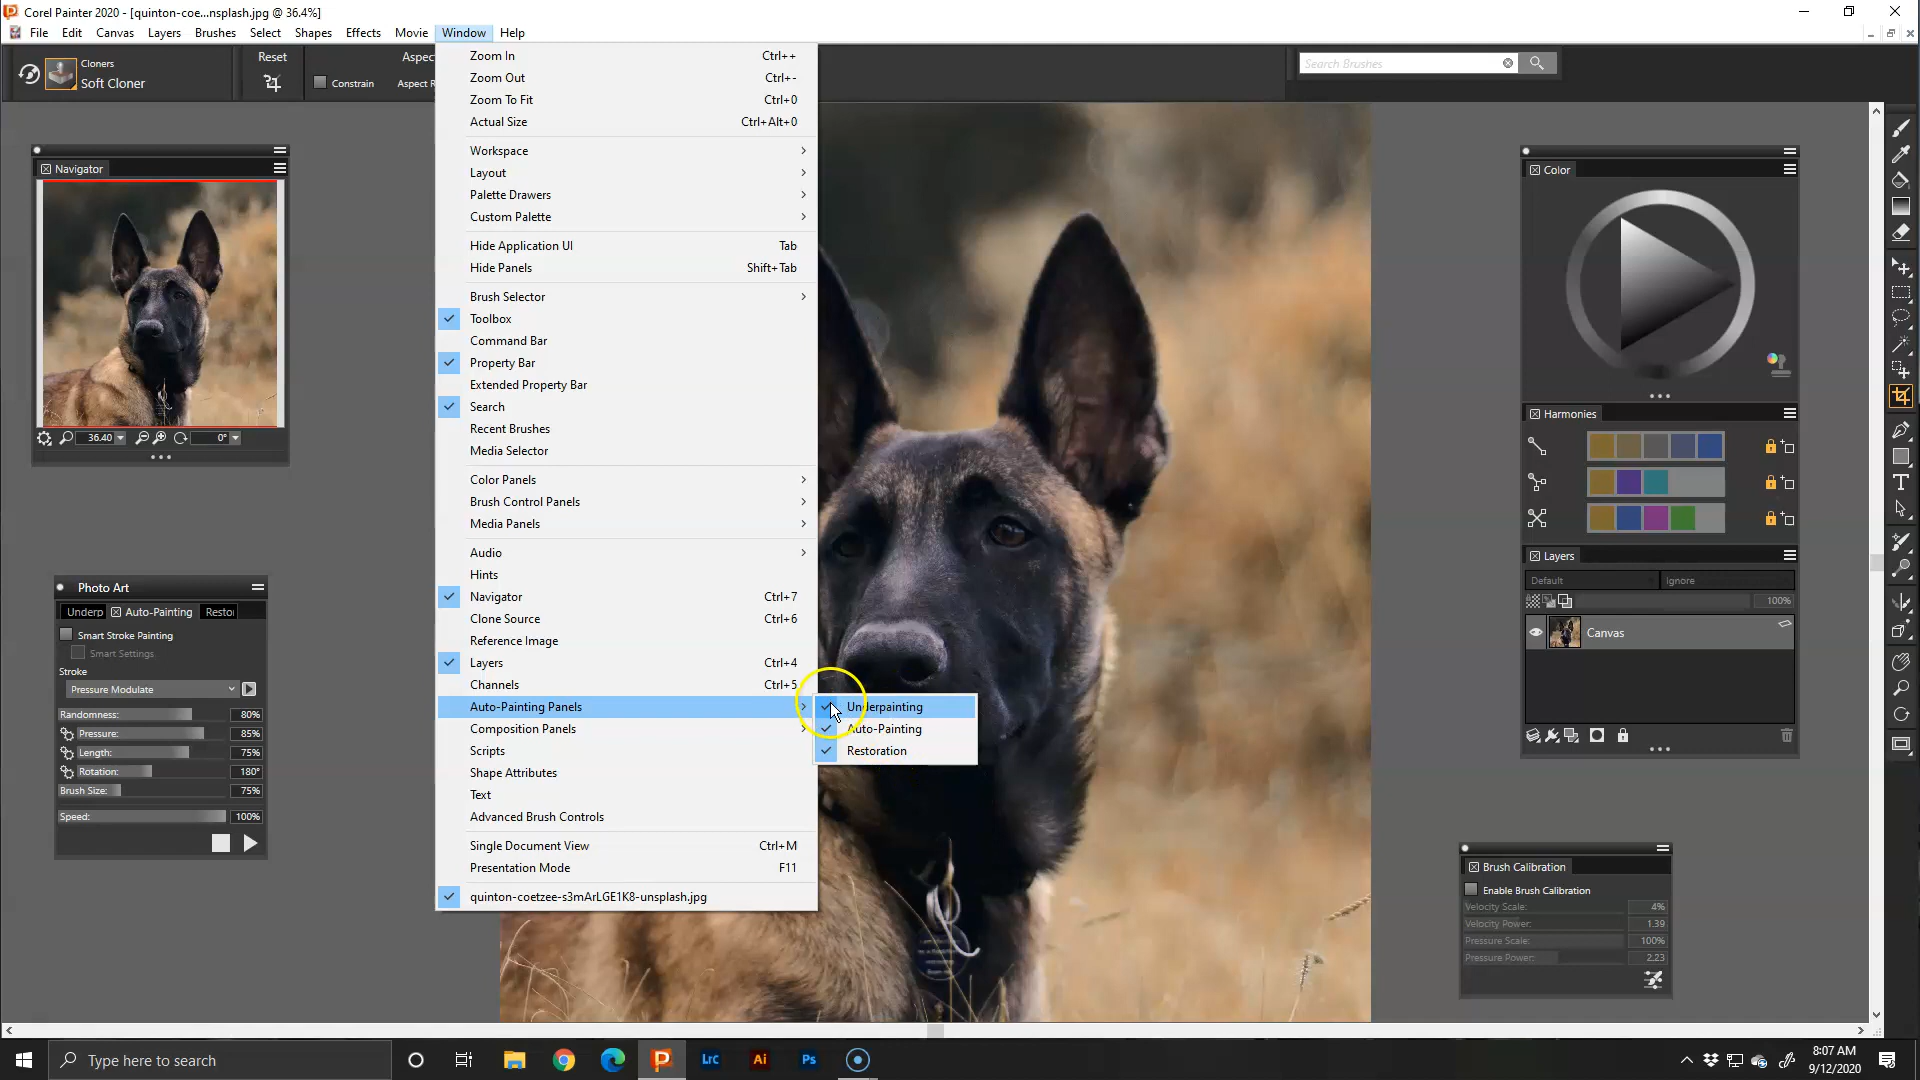 Corel Painter 2020 - [quinton-coe...nsplash.jpg @ 36.4%]
File Edit Canvas Layers Brushes Select Shapes Effects Movie Window Help
Cloners
Soft Cloner
Reset
Constrain
Aspec
Aspect R
Search Brushes
Zoom In Ctrl++
Zoom Out Ctrl+-
Zoom To Fit Ctrl+0
Actual Size Ctrl+Alt+0
Workspace
Layout
Palette Drawers
Custom Palette
Hide Application UI Tab
Hide Panels Shift+Tab
Brush Selector
Toolbox
Command Bar
Property Bar
Extended Property Bar
Search
Recent Brushes
Media Selector
Color Panels
Brush Control Panels
Media Panels
Audio
Hints
Navigator Ctrl+7
Clone Source Ctrl+6
Reference Image
Layers Ctrl+4
Channels Ctrl+5
Auto-Painting Panels
Composition Panels
Scripts
Shape Attributes
Text
Advanced Brush Controls
Single Document View Ctrl+M
Presentation Mode F11
quinton-coetzee-s3mArLGE1K8-unsplash.jpg
Underpainting
Auto-Painting
Restoration
Navigator
36.40
0°
Photo Art
Underp Auto-Painting Resto
Smart Stroke Painting
Smart Settings
Stroke
Pressure Modulate
Randomness: 80%
Pressure: 85%
Length: 75%
Rotation: 180°
Brush Size: 75%
Speed: 100%
Color
Harmonies
Layers
Default Ignore
100%
Canvas
Brush Calibration
Enable Brush Calibration
Velocity Scale: 4%
Velocity Power: 1.39
Pressure Scale: 100%
Pressure Power: 2.23
Type here to search
Lrc
Ai
Ps
8:07 AM
9/12/2020